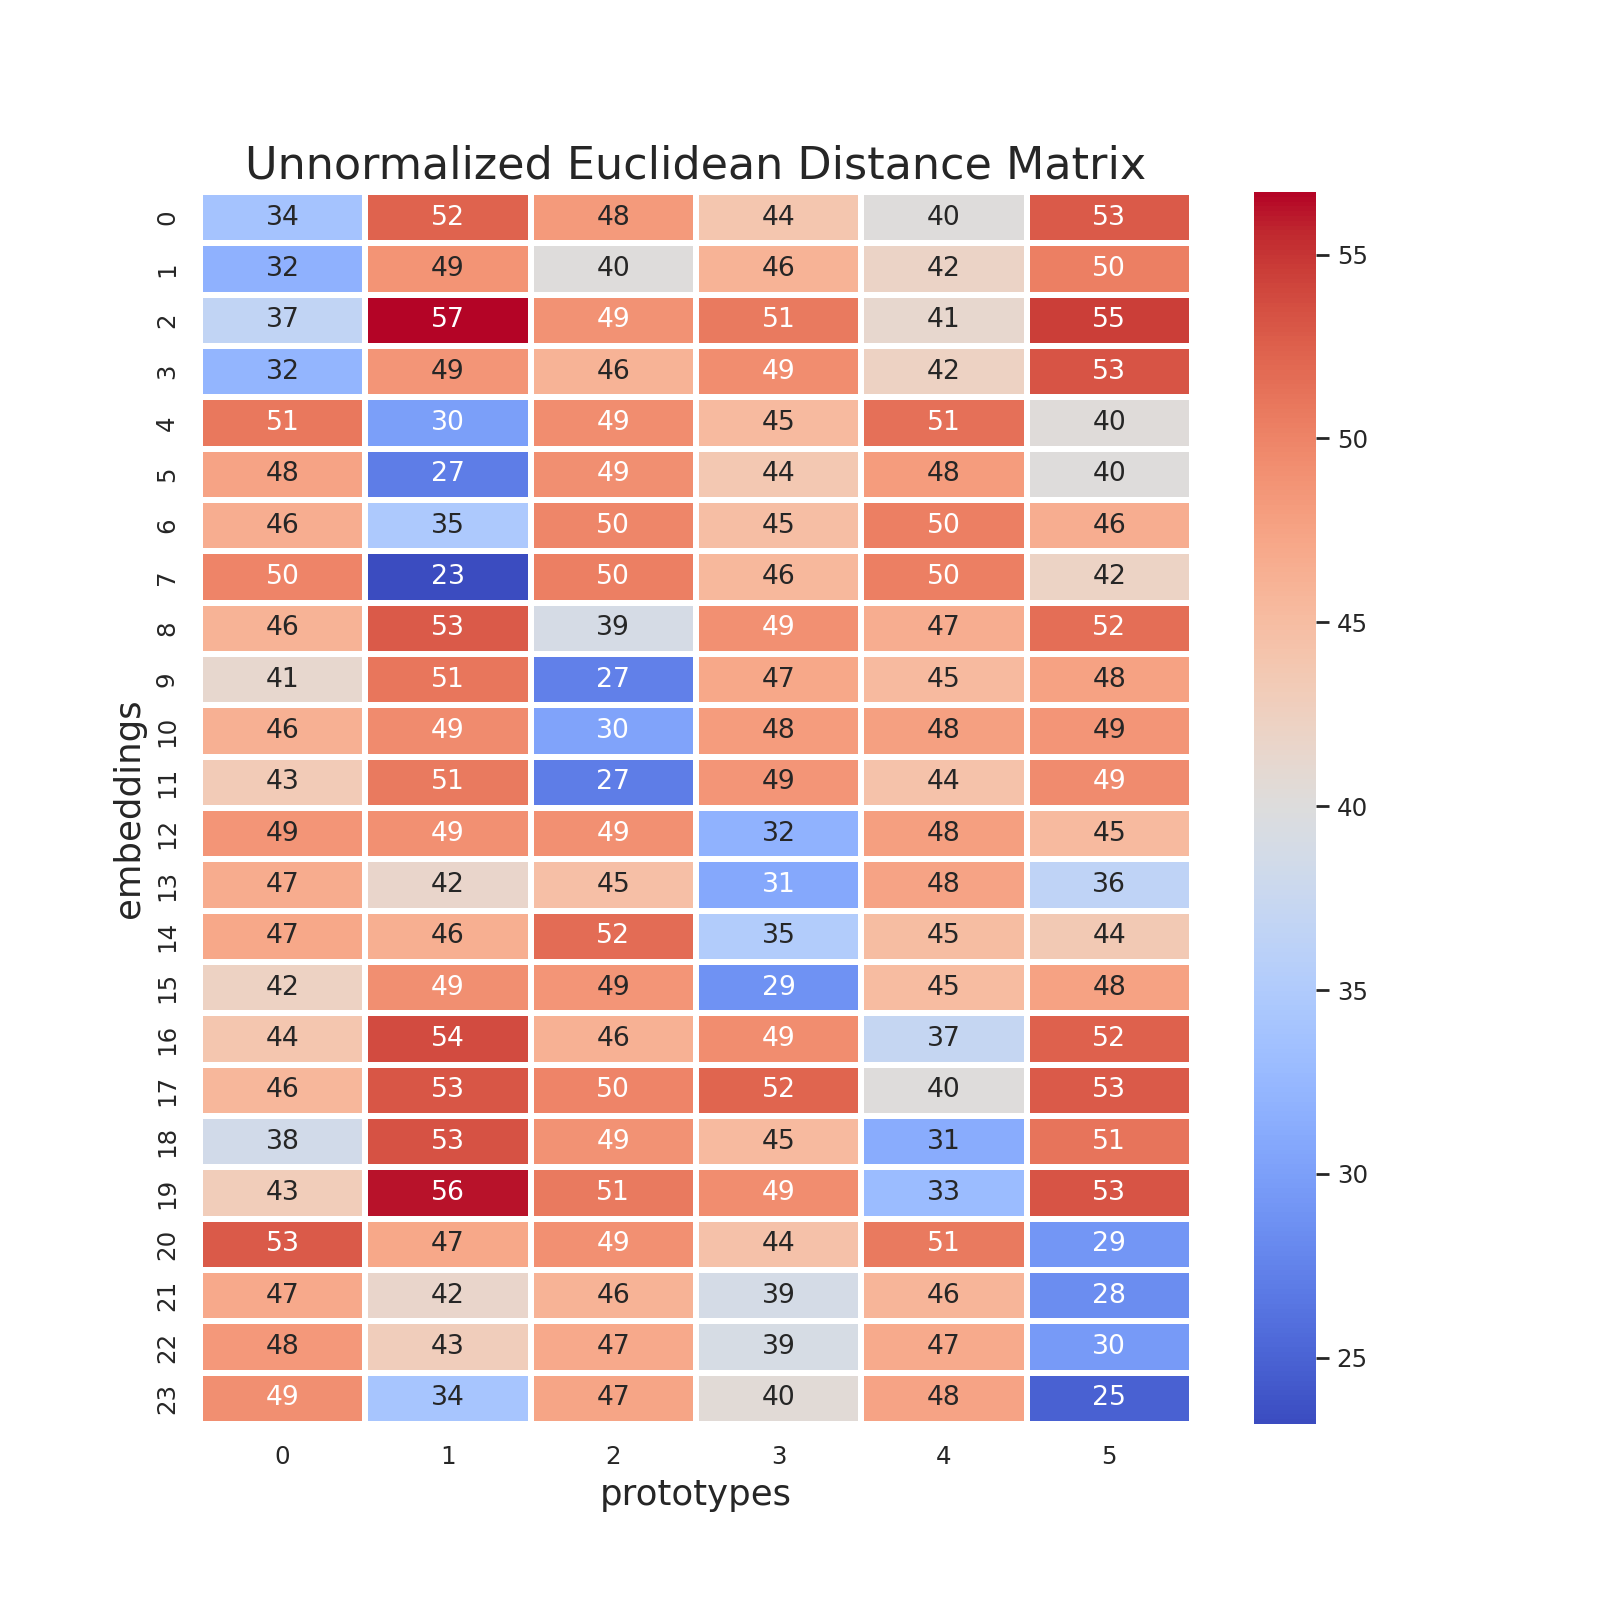 Unnormalized Euclidean Distance Matrix
0 34 52 48 44 40 53
1 32 49 40 46 42 50
2 37 57 49 51 41 55
3 32 49 46 49 42 53
4 51 30 49 45 51 40
5 48 27 49 44 48 40
6 46 35 50 45 50 46
7 50 23 50 46 50 42
8 46 53 39 49 47 52
9 41 51 27 47 45 48
10 46 49 30 48 48 49
11 43 51 27 49 44 49
12 49 49 49 32 48 45
13 47 42 45 31 48 36
14 47 46 52 35 45 44
15 42 49 49 29 45 48
16 44 54 46 49 37 52
17 46 53 50 52 40 53
18 38 53 49 45 31 51
19 43 56 51 49 33 53
20 53 47 49 44 51 29
21 47 42 46 39 46 28
22 48 43 47 39 47 30
23 49 34 47 40 48 25
0 1 2 3 4 5
prototypes
embeddings
55
50
45
40
35
30
25